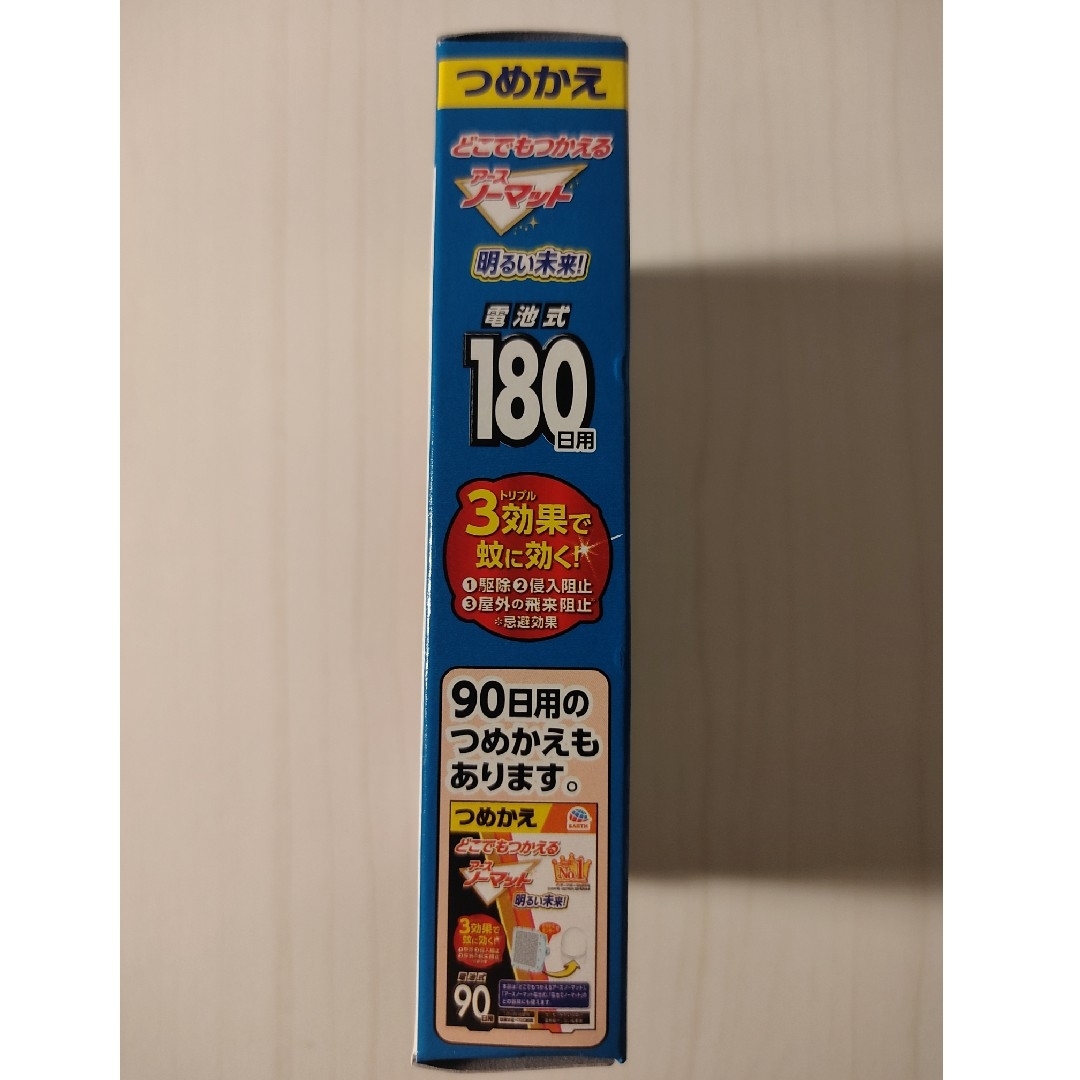 つめかえ
どこでもつかえる
アース
ノーマット
明るい未来!
電池式
180
日用
トリプル
3効果で
蚊に効く!
①駆除②侵入阻止
③屋外の飛来阻止※
※忌避効果
90日用の
つめかえも
あります。
つめかえ
EARTH
どこでもつかえる
アース
ノーマット
No.1
明るい未来!
3効果で
蚊に効く!
電池式
90
日用